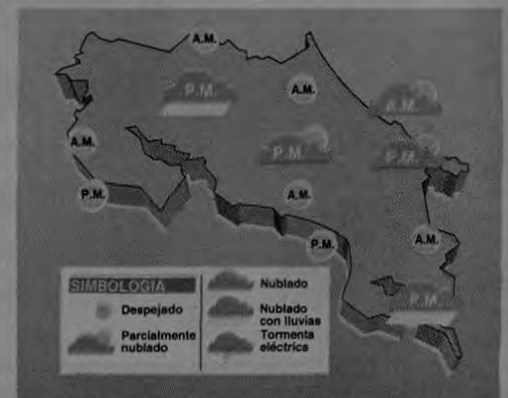 A.M.
P.M.
A.M.
A.M.
A.M.
P.M.
P.M.
P.M.
A.M.
P.M.
A.M.
P.M.
SIMBOLOGIA
Despejado
Parcialmente
nublado
Nublado
Nublado
con lluvias
Tormenta
eléctrica